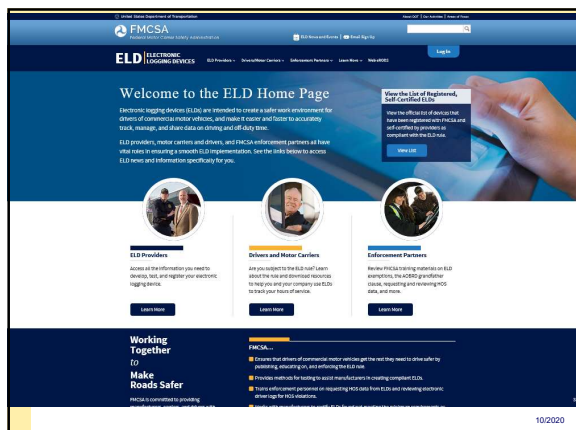 United States Department of Transportation
About DOT | Our Activities | Areas of Focus
FMCSA
Federal Motor Carrier Safety Administration
ELD News and Events | Email Sign Up
Log In
ELD ELECTRONIC LOGGING DEVICES
ELD Providers Drivers/Motor Carriers Enforcement Partners Learn More Web eRODS
Welcome to the ELD Home Page
Electronic logging devices (ELDs) are intended to create a safer work environment for
drivers of commercial motor vehicles, and make it easier and faster to accurately
track, manage, and share data on driving and off-duty time.
ELD providers, motor carriers and drivers, and FMCSA enforcement partners all have
vital roles in ensuring a smooth ELD implementation. See the links below to access
ELD news and information specifically for you.
View the List of Registered,
Self-Certified ELDs
View the official list of devices that
have been registered with FMCSA and
self-certified by providers as
compliant with the ELD rule.
View List
ELD Providers
Access all the information you need to
develop, test, and register your electronic
logging device.
Learn More
Drivers and Motor Carriers
Are you subject to the ELD rule? Learn
about the rule and download resources
to help you and your company use ELDs
to track your hours of service.
Learn More
Enforcement Partners
Review FMCSA training materials on ELD
exemptions, the AOBRD grandfather
clause, requesting and reviewing HOS
data, and more.
Learn More
Working
Together
to
Make
Roads Safer
FMCSA is committed to providing
FMCSA...
Ensures that drivers of commercial motor vehicles get the rest they need to drive safer by
publishing, educating on, and enforcing the ELD rule.
Provides methods for testing to assist manufacturers in creating compliant ELDs.
Trains enforcement personnel on requesting HOS data from ELDs and reviewing electronic
driver logs for HOS violations.
10/2020